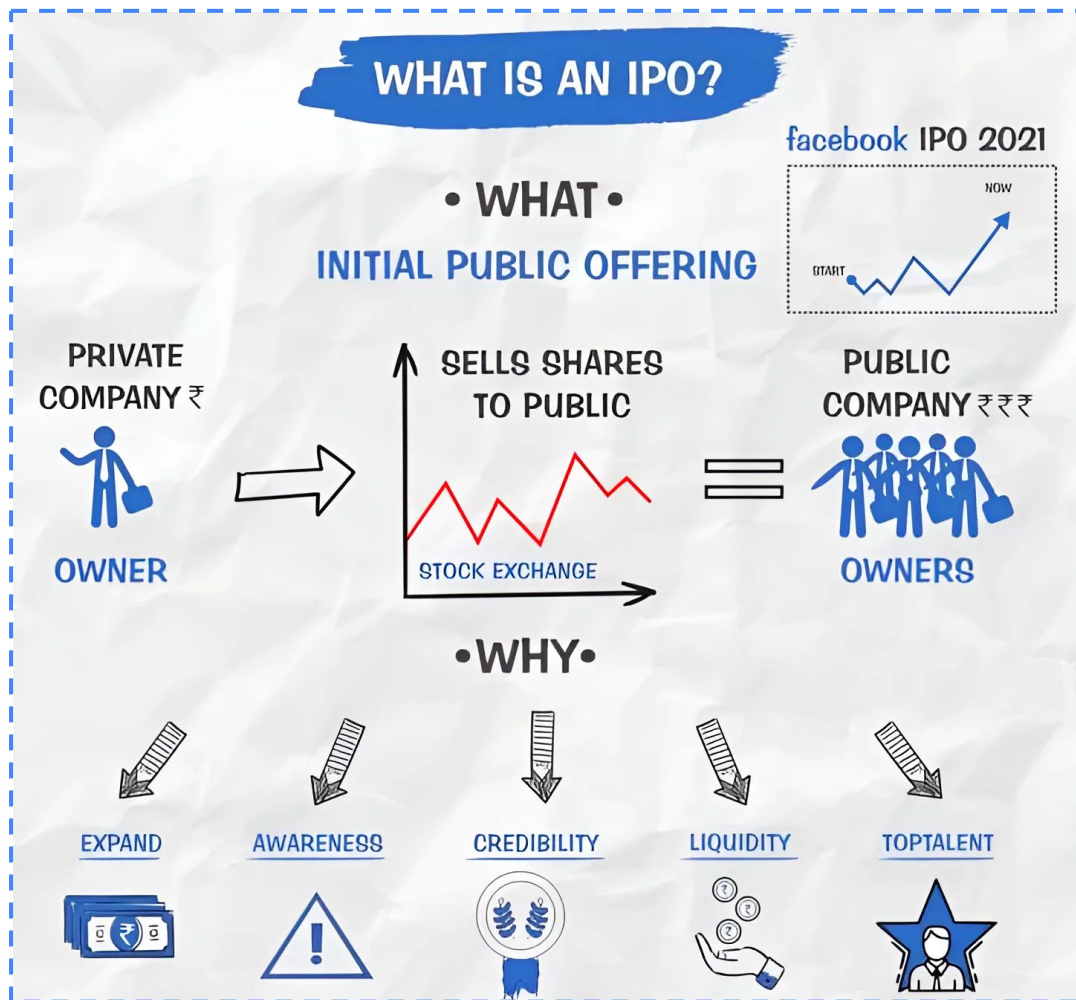 WHAT IS AN IPO?
facebook IPO 2021
NOW
START
• WHAT •
INITIAL PUBLIC OFFERING
PRIVATE
COMPANY ₹
OWNER
SELLS SHARES
TO PUBLIC
STOCK EXCHANGE
PUBLIC
COMPANY ₹₹₹
OWNERS
•WHY•
EXPAND
AWARENESS
CREDIBILITY
LIQUIDITY
TOPTALENT
₹
!
₹
₹
₹